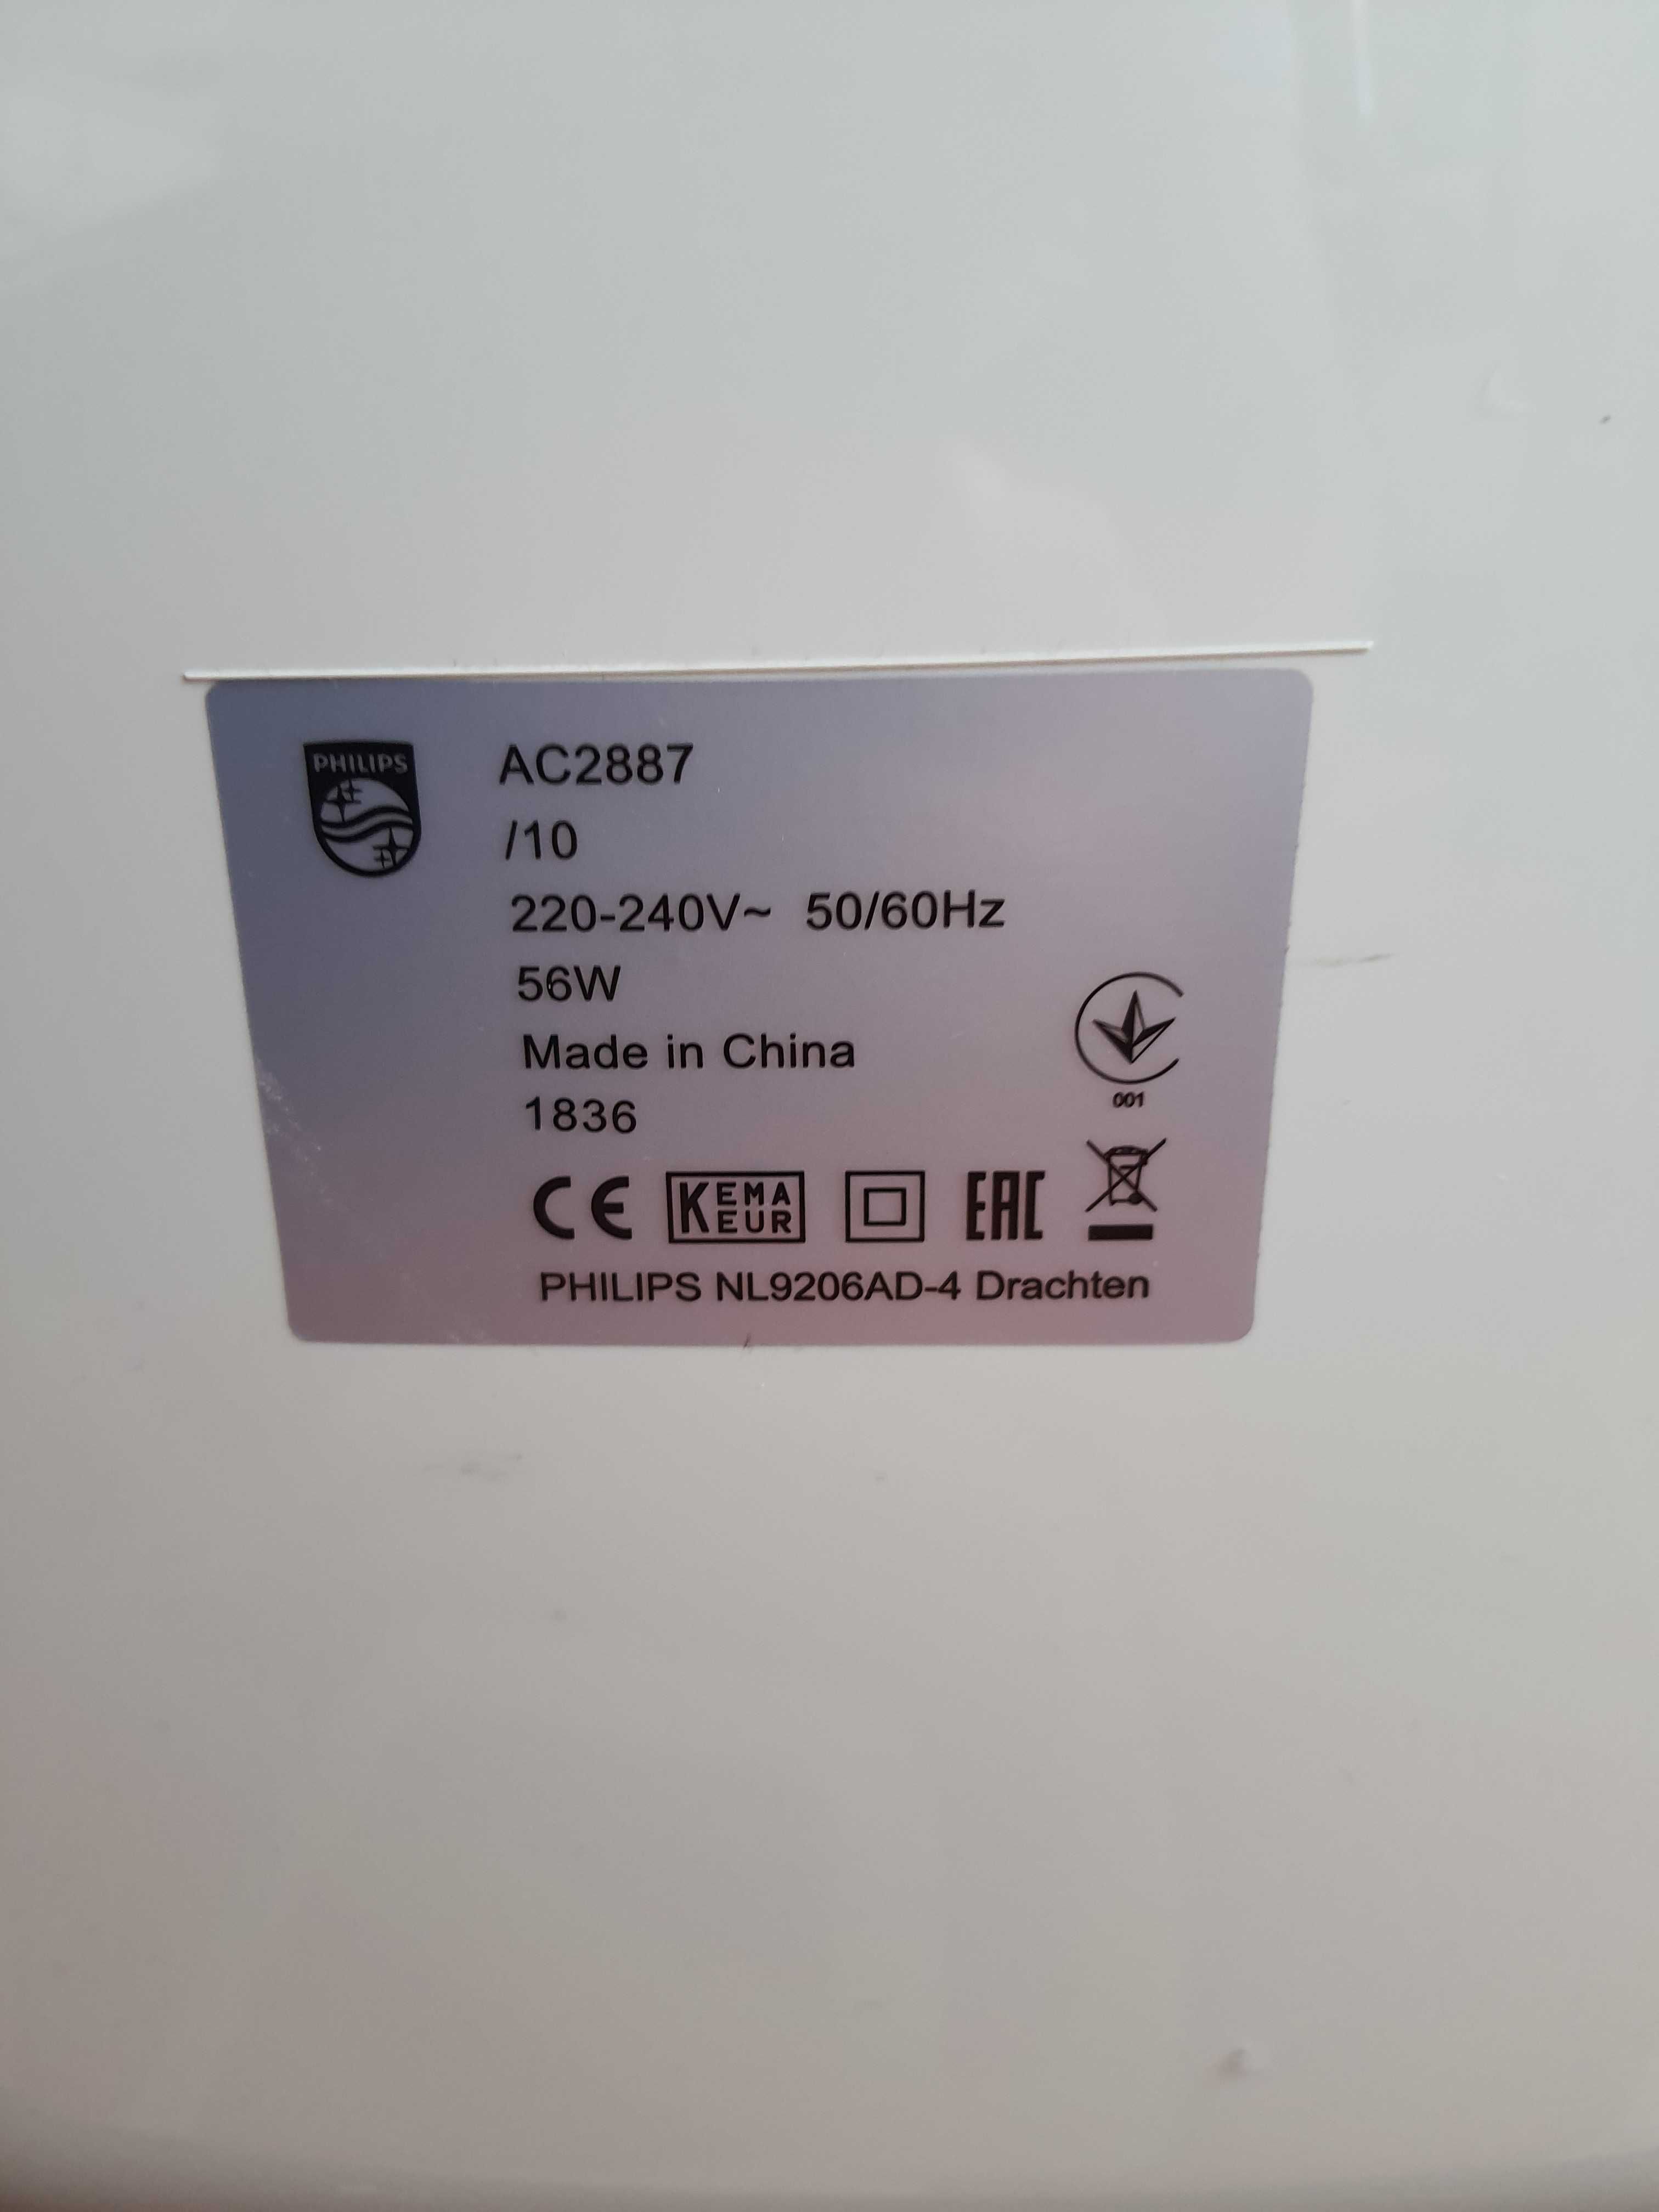 PHILIPS
AC2887
/10
220-240V~ 50/60Hz
56W
Made in China
1836
001
CE KEMA EUR EAC
PHILIPS NL9206AD-4 Drachten